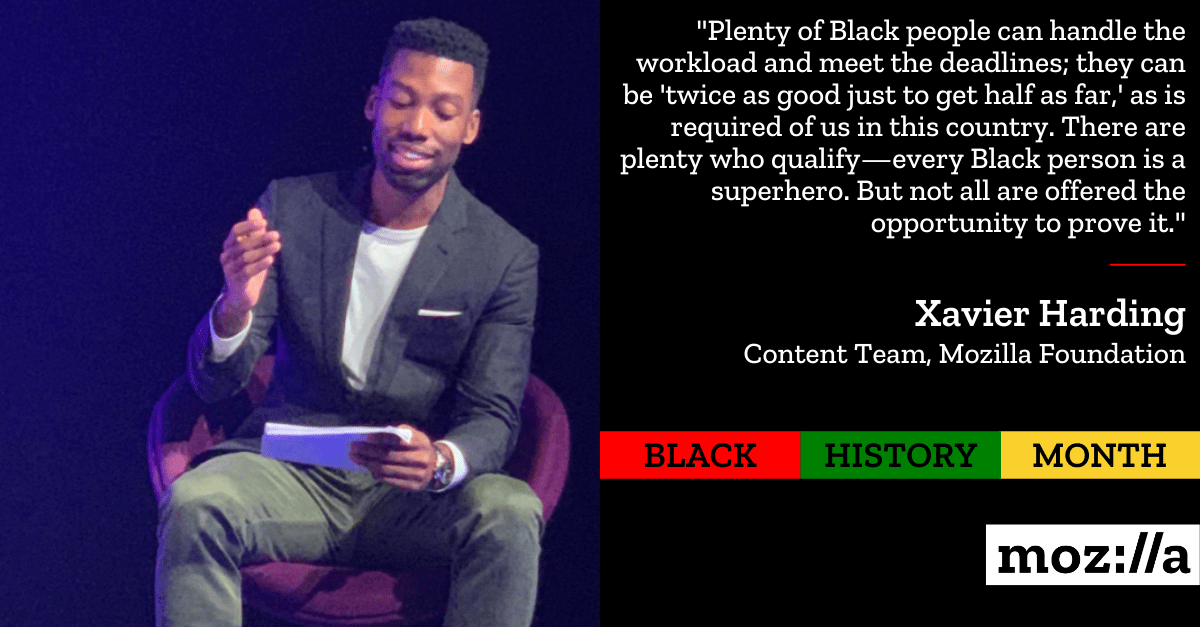 "Plenty of Black people can handle the
workload and meet the deadlines; they can
be 'twice as good just to get half as far,' as is
required of us in this country. There are
plenty who qualify—every Black person is a
superhero. But not all are offered the
opportunity to prove it."
Xavier Harding
Content Team, Mozilla Foundation
BLACK HISTORY MONTH
moz://a